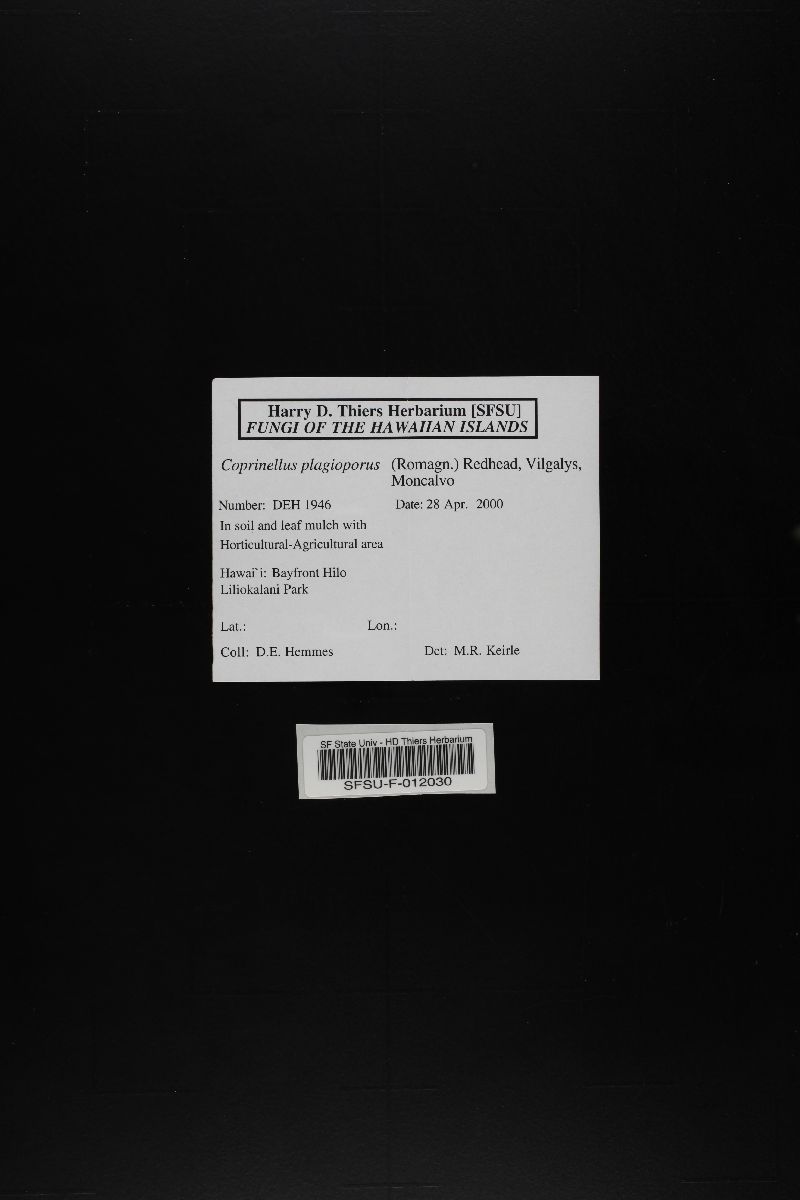 Harry D. Thiers Herbarium [SFSU]
FUNGI OF THE HAWAIIAN ISLANDS
Coprinellus plagioporus (Romagn.) Redhead, Vilgalys,
Moncalvo
Number: DEH 1946 Date: 28 Apr. 2000
In soil and leaf mulch with
Horticultural-Agricultural area
Hawai`i: Bayfront Hilo
Liliokalani Park
Lat.: Lon.:
Coll: D.E. Hemmes Det: M.R. Keirle
SF State Univ - HD Thiers Herbarium
SFSU-F-012030